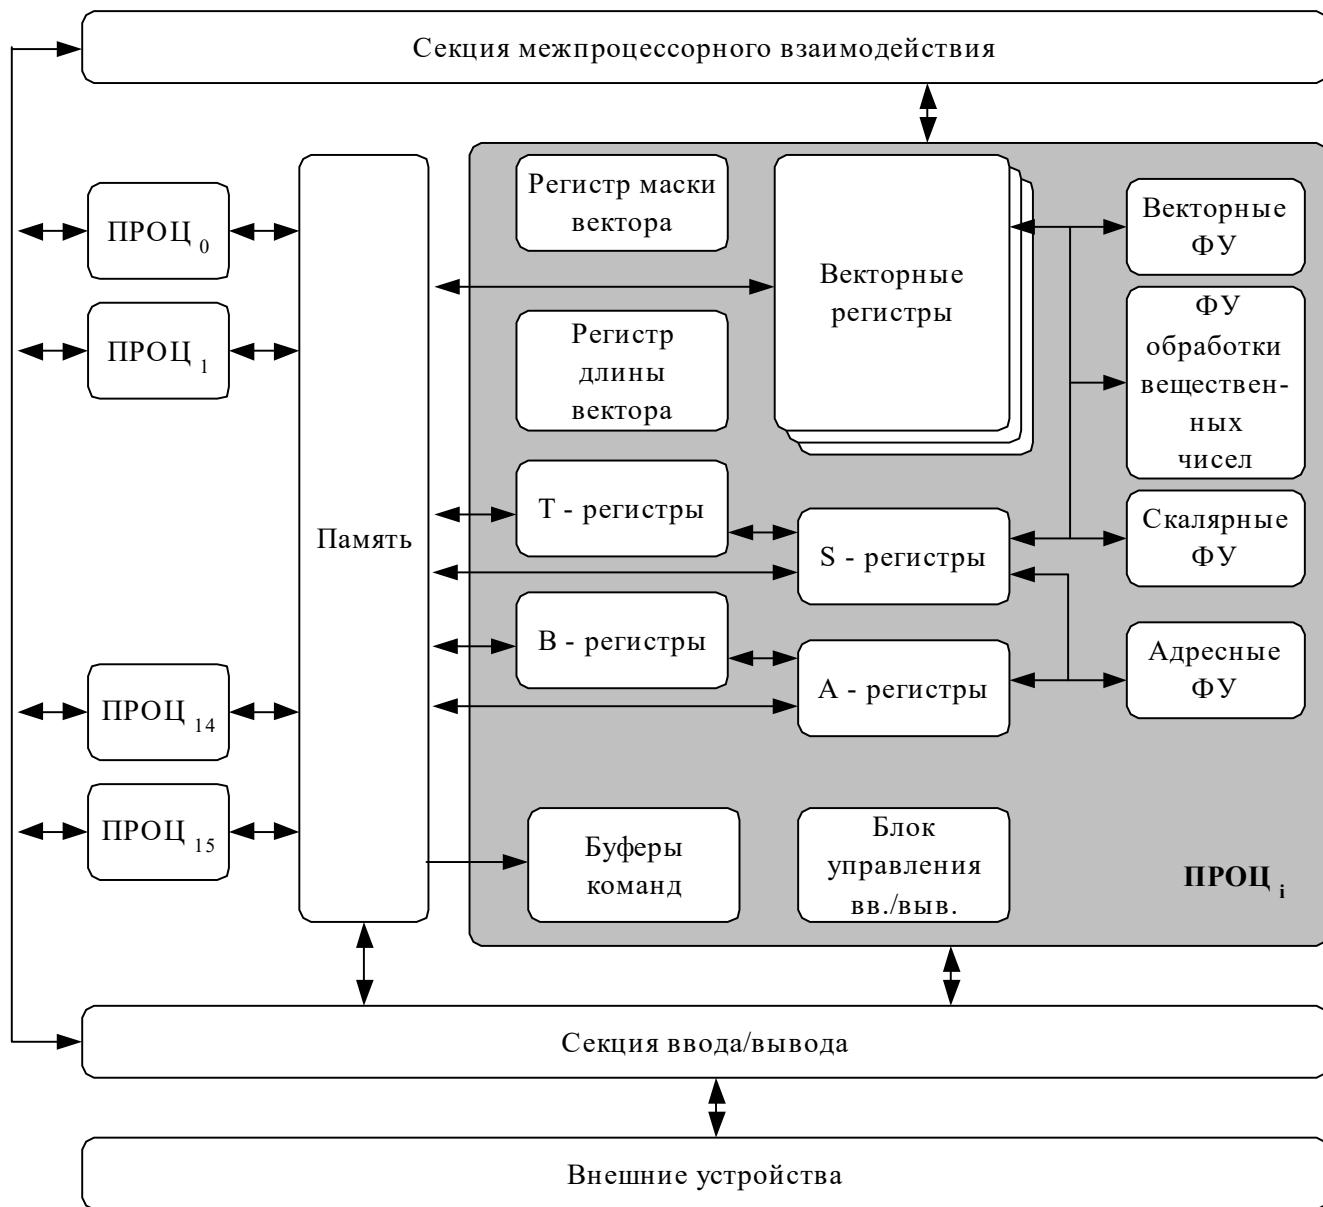 Секция межпроцессорного взаимодействия
ПРОЦ 0
ПРОЦ 1
ПРОЦ 14
ПРОЦ 15
Память
Регистр маски
вектора
Регистр
длины
вектора
Векторные
регистры
Векторные
ФУ
ФУ
обработки
веществен-
ных
чисел
Т - регистры
S - регистры
Скалярные
ФУ
В - регистры
А - регистры
Адресные
ФУ
Буферы
команд
Блок
управления
вв./выв.
ПРОЦ i
Секция ввода/вывода
Внешние устройства